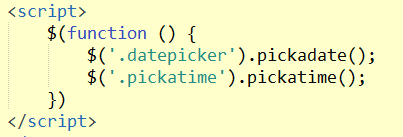 <script>
$(function () {
$('.datepicker').pickadate();
$('.pickatime').pickatime();
})
</script>